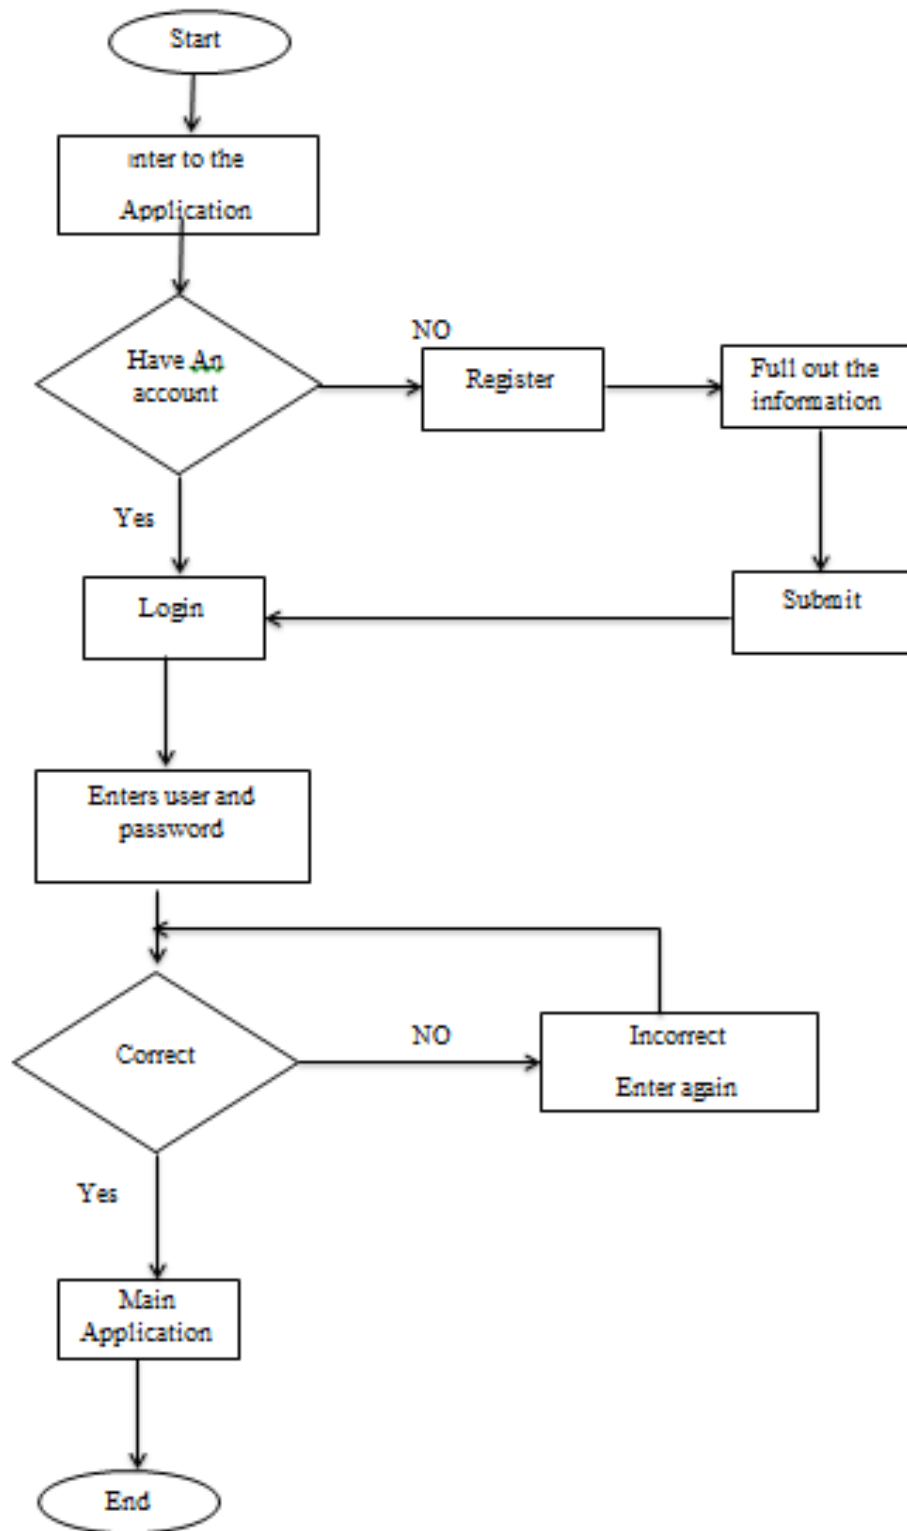 Start
nter to the
Application
Have An
account
NO
Register
Full out the
information
Yes
Login
Submit
Enters user and
password
Correct
NO
Incorrect
Enter again
Yes
Main
Application
End